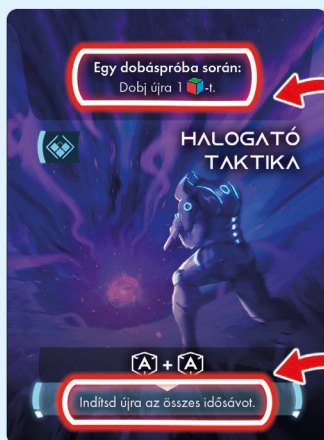 Egy dobáspróba során:
Dobj újra 1 -t.
HALOGATÓ
TAKTIKA
A + A
Indítsd újra az összes idősávot.